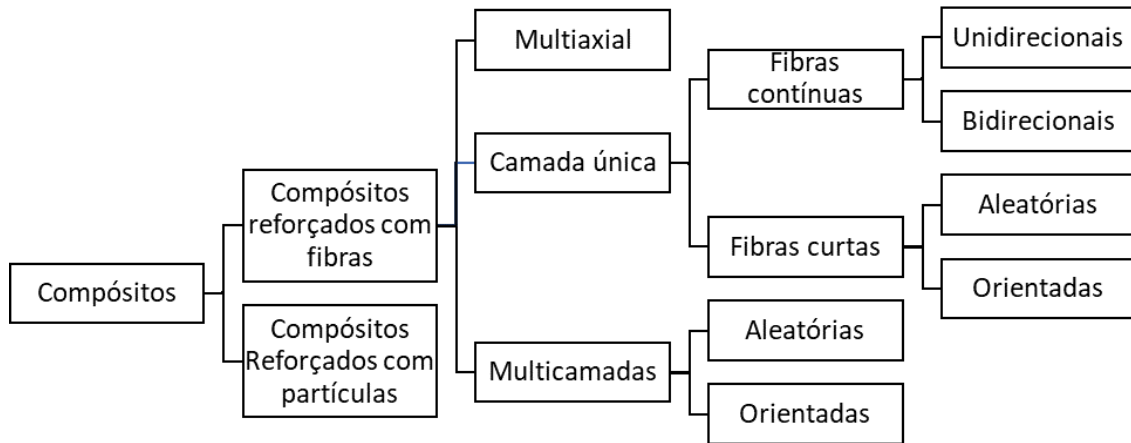 Compósitos
Compósitos
reforçados com
fibras
Compósitos
Reforçados com
partículas
Multiaxial
Camada única
Multicamadas
Fibras
contínuas
Fibras curtas
Aleatórias
Orientadas
Unidirecionais
Bidirecionais
Aleatórias
Orientadas